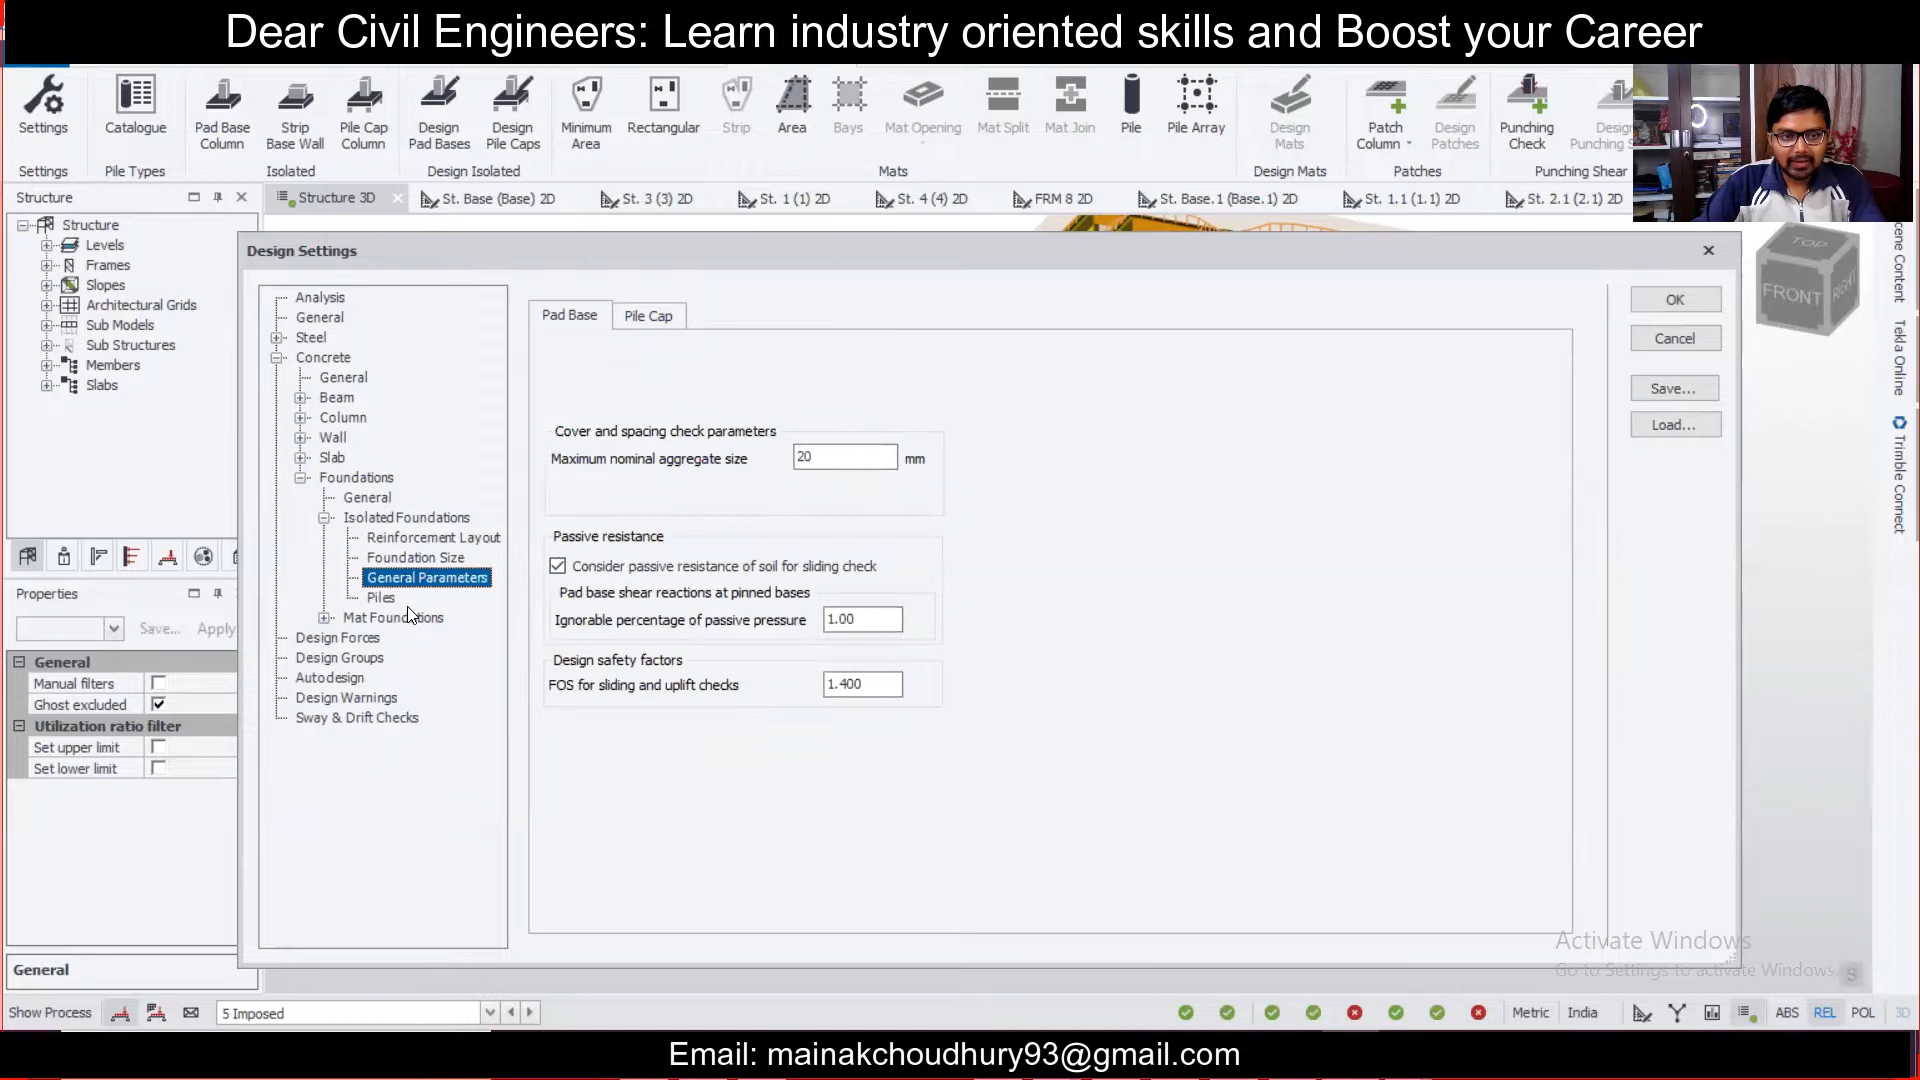 Dear Civil Engineers: Learn industry oriented skills and Boost your Career
Settings
Catalogue
Pad Base
Column
Strip
Base Wall
Pile Cap
Column
Design
Pad Bases
Design
Pile Caps
Minimum
Area
Rectangular
Strip
Area
Bays
Mat Opening
Mat Split
Mat Join
Pile
Pile Array
Design
Mats
Patch
Column
Design
Patches
Punching
Check
Design
Punching
Settings
Pile Types
Isolated
Design Isolated
Mats
Design Mats
Patches
Punching Shear
Structure
Structure 3D
St. Base (Base) 2D
St. 3 (3) 2D
St. 1 (1) 2D
St. 4 (4) 2D
FRM 8 2D
St. Base.1 (Base.1) 2D
St. 1.1 (1.1) 2D
St. 2.1 (2.1) 2D
Structure
Levels
Frames
Slopes
Architectural Grids
Sub Models
Sub Structures
Members
Slabs
Design Settings
Analysis
General
Steel
Concrete
General
Beam
Column
Wall
Slab
Foundations
General
Isolated Foundations
Reinforcement Layout
Foundation Size
General Parameters
Piles
Mat Foundations
Design Forces
Design Groups
Autodesign
Design Warnings
Sway & Drift Checks
Pad Base
Pile Cap
Cover and spacing check parameters
Maximum nominal aggregate size 20 mm
Passive resistance
Consider passive resistance of soil for sliding check
Pad base shear reactions at pinned bases
Ignorable percentage of passive pressure 1.00
Design safety factors
FOS for sliding and uplift checks 1.400
OK
Cancel
Save...
Load...
TOP
FRONT
RIGHT
Content
Tekla Online
Trimble Connect
Properties
Save... Apply
General
Manual filters
Ghost excluded
Utilization ratio filter
Set upper limit
Set lower limit
General
Activate Windows
Go to Settings to activate Windows.
Show Process
5 Imposed
Metric
India
ABS
REL
POL
3D
Email: mainakchoudhury93@gmail.com